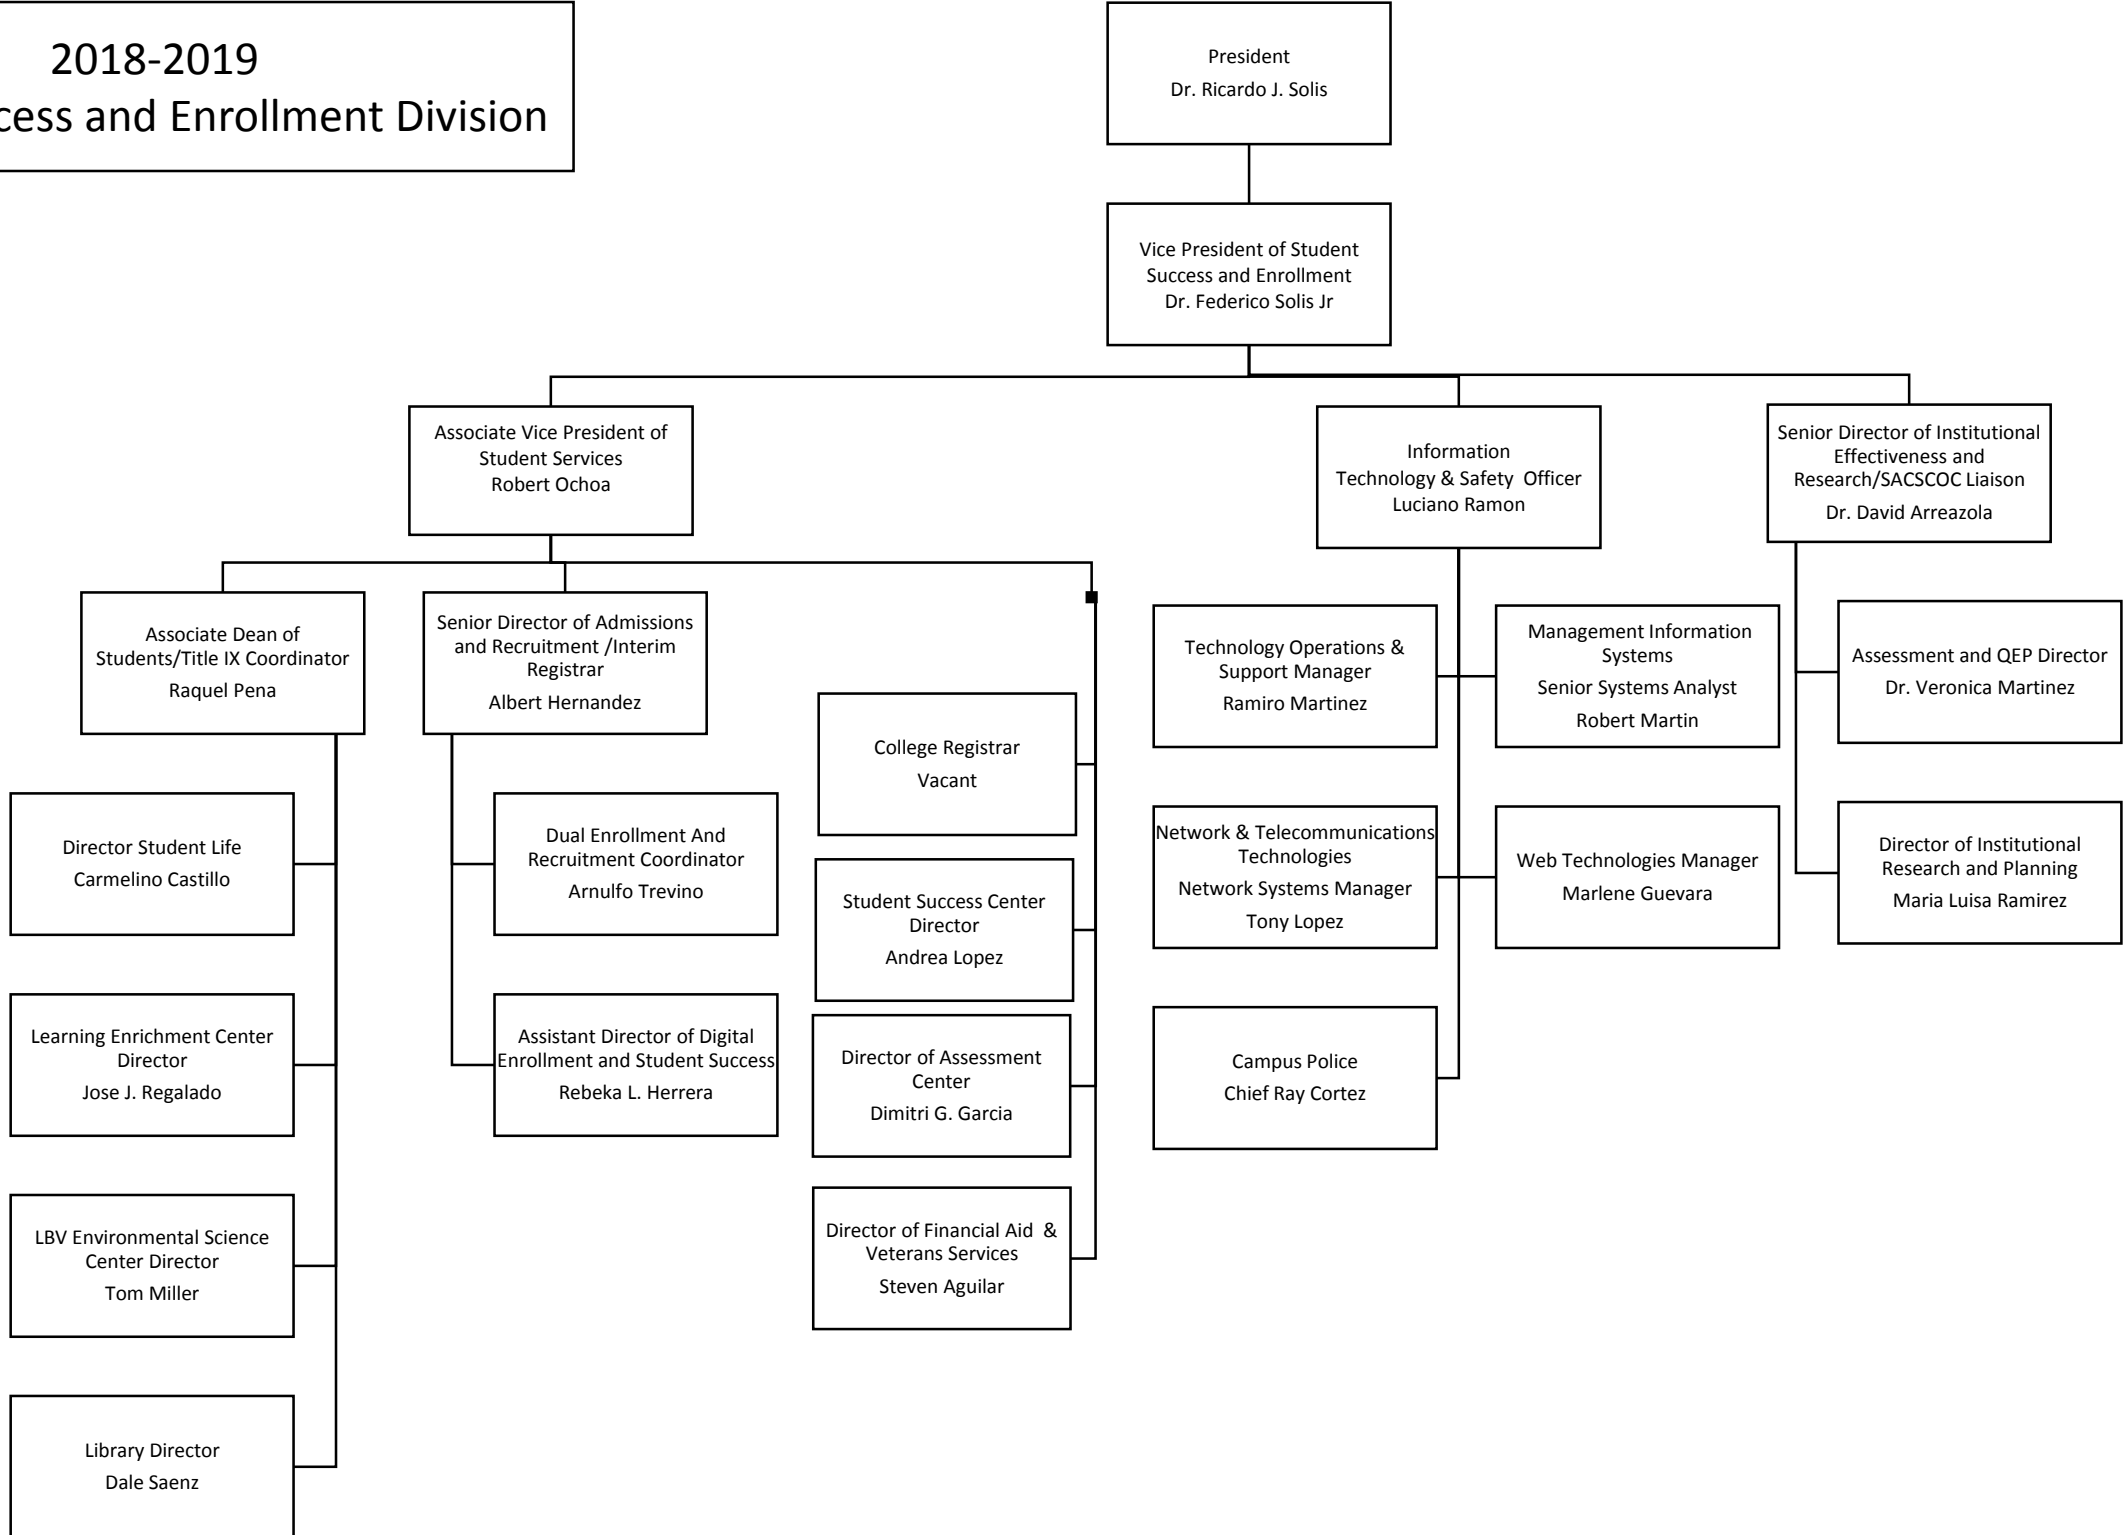 2018-2019
and Enrollment Division
President
Dr. Ricardo J. Solis
Vice President of Student
Success and Enrollment
Dr. Federico Solis Jr
Associate Vice President of
Student Services
Robert Ochoa
Information
Technology & Safety Officer
Luciano Ramon
Senior Director of Institutional
Effectiveness and
Research/SACSCOC Liaison
Dr. David Arreazola
Associate Dean of
Students/Title IX Coordinator
Raquel Pena
Senior Director of Admissions
and Recruitment /Interim
Registrar
Albert Hernandez
College Registrar
Vacant
Technology Operations &
Support Manager
Ramiro Martinez
Management Information
Systems
Senior Systems Analyst
Robert Martin
Assessment and QEP Director
Dr. Veronica Martinez
Director Student Life
Carmelino Castillo
Dual Enrollment And
Recruitment Coordinator
Arnulfo Trevino
Student Success Center
Director
Andrea Lopez
Network & Telecommunications
Technologies
Network Systems Manager
Tony Lopez
Web Technologies Manager
Marlene Guevara
Director of Institutional
Research and Planning
Maria Luisa Ramirez
Learning Enrichment Center
Director
Jose J. Regalado
Assistant Director of Digital
Enrollment and Student Success
Rebeka L. Herrera
Director of Assessment
Center
Dimitri G. Garcia
Campus Police
Chief Ray Cortez
LBV Environmental Science
Center Director
Tom Miller
Director of Financial Aid &
Veterans Services
Steven Aguilar
Library Director
Dale Saenz